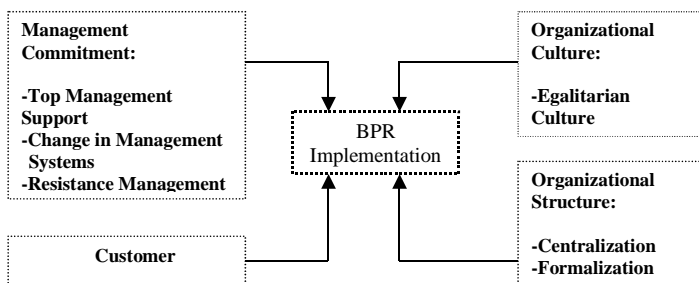 Management
Commitment:
-Top Management
Support
-Change in Management
Systems
-Resistance Management
Customer
BPR
Implementation
Organizational
Culture:
-Egalitarian
Culture
Organizational
Structure:
-Centralization
-Formalization